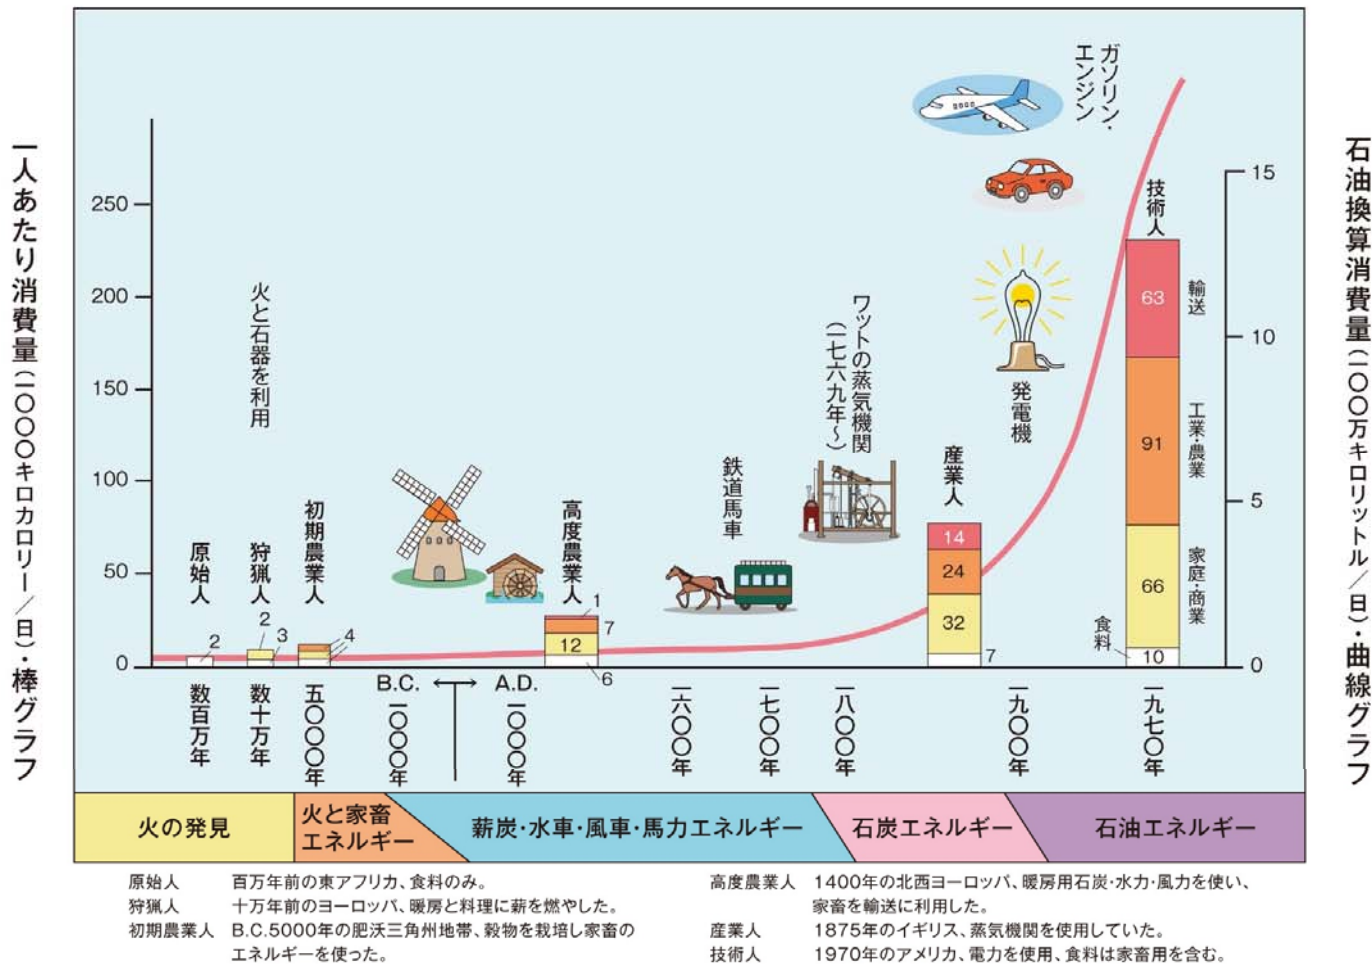 一人あたり消費量(一〇〇〇キロカロリー/日)・棒グラフ
石油換算消費量(一〇〇万キロリットル/日)・曲線グラフ
250
200
150
100
50
0
15
10
5
0
火と石器を利用
ワットの蒸気機関
(一七六九年〜)
鉄道馬車
発電機
ガソリン・
エンジン
原始人
2
狩猟人
2
3
初期農業人
4
高度農業人
1
7
12
6
産業人
14
24
32
7
技術人
63
輸送
91
工業・農業
66
家庭・商業
食料
10
B.C. ←→ A.D.
数百万年
数十万年
五〇〇〇年
一〇〇〇年
一〇〇〇年
一六〇〇年
一七〇〇年
一八〇〇年
一九〇〇年
一九七〇年
火の発見
火と家畜
エネルギー
薪炭・水車・風車・馬力エネルギー
石炭エネルギー
石油エネルギー
原始人 百万年前の東アフリカ、食料のみ。
狩猟人 十万年前のヨーロッパ、暖房と料理に薪を燃やした。
初期農業人 B.C.5000年の肥沃三角州地帯、穀物を栽培し家畜の
エネルギーを使った。
高度農業人 1400年の北西ヨーロッパ、暖房用石炭・水力・風力を使い、
家畜を輸送に利用した。
産業人 1875年のイギリス、蒸気機関を使用していた。
技術人 1970年のアメリカ、電力を使用、食料は家畜用を含む。